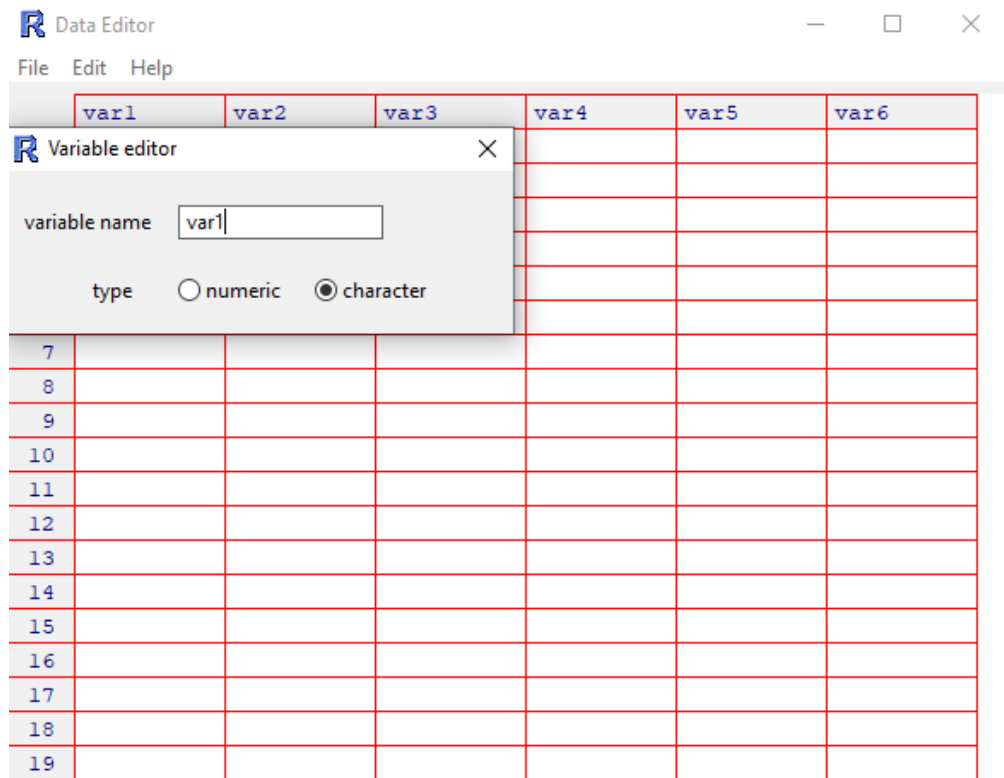 R Data Editor
File Edit Help
var1 var2 var3 var4 var5 var6
R Variable editor
variable name var1
type numeric character
7
8
9
10
11
12
13
14
15
16
17
18
19